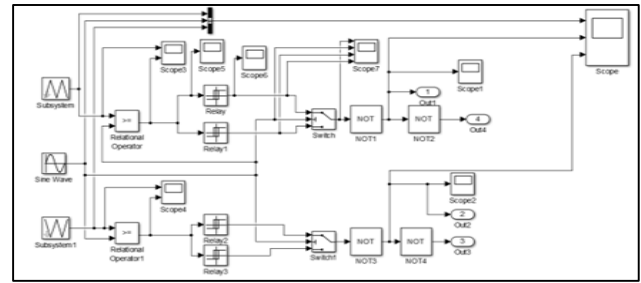 Scope
Scope3
Scope5
Scope6
Scope7
Scope1
Subsystem
>=
Relational
Operator
Relay
Relay1
Switch
NOT
NOT1
1
Out1
NOT
NOT2
4
Out4
Sine Wave
Scope4
Scope2
Subsystem1
>=
Relational
Operator1
Relay2
Relay3
Switch1
NOT
NOT3
NOT
NOT4
2
Out2
3
Out3